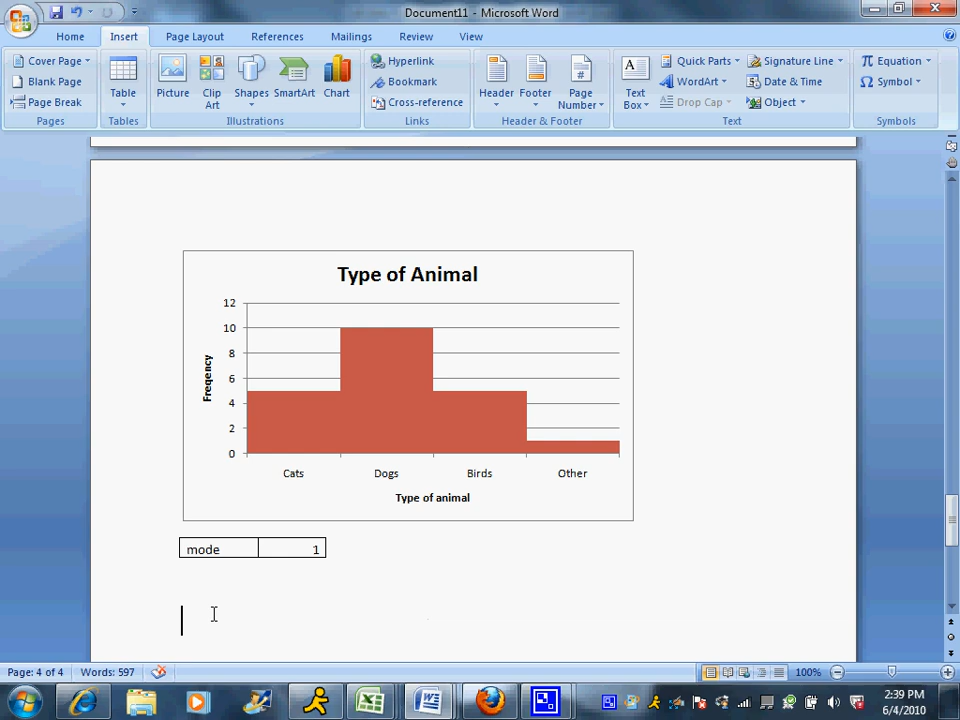 Document11 - Microsoft Word
Home Insert Page Layout References Mailings Review View
Cover Page
Blank Page
Page Break
Pages
Table
Tables
Picture Clip Art Shapes SmartArt Chart
Illustrations
Hyperlink
Bookmark
Cross-reference
Links
Header Footer Page Number
Header & Footer
Text Box
Quick Parts
WordArt
Drop Cap
Signature Line
Date & Time
Object
Text
Equation
Symbol
Symbols
Type of Animal
12
10
8
6
4
2
0
Freqency
Cats Dogs Birds Other
Type of animal
mode 1
Page: 4 of 4 Words: 597 100%
2:39 PM
6/4/2010